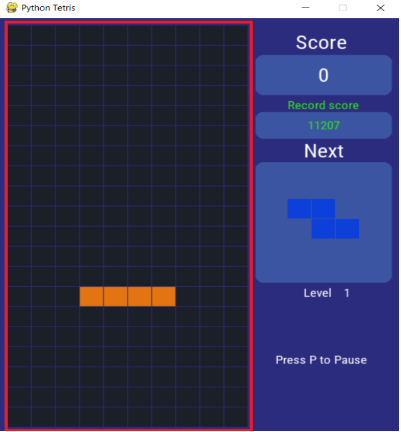 Python Tetris
Score
0
Record score
11207
Next
Level 1
Press P to Pause